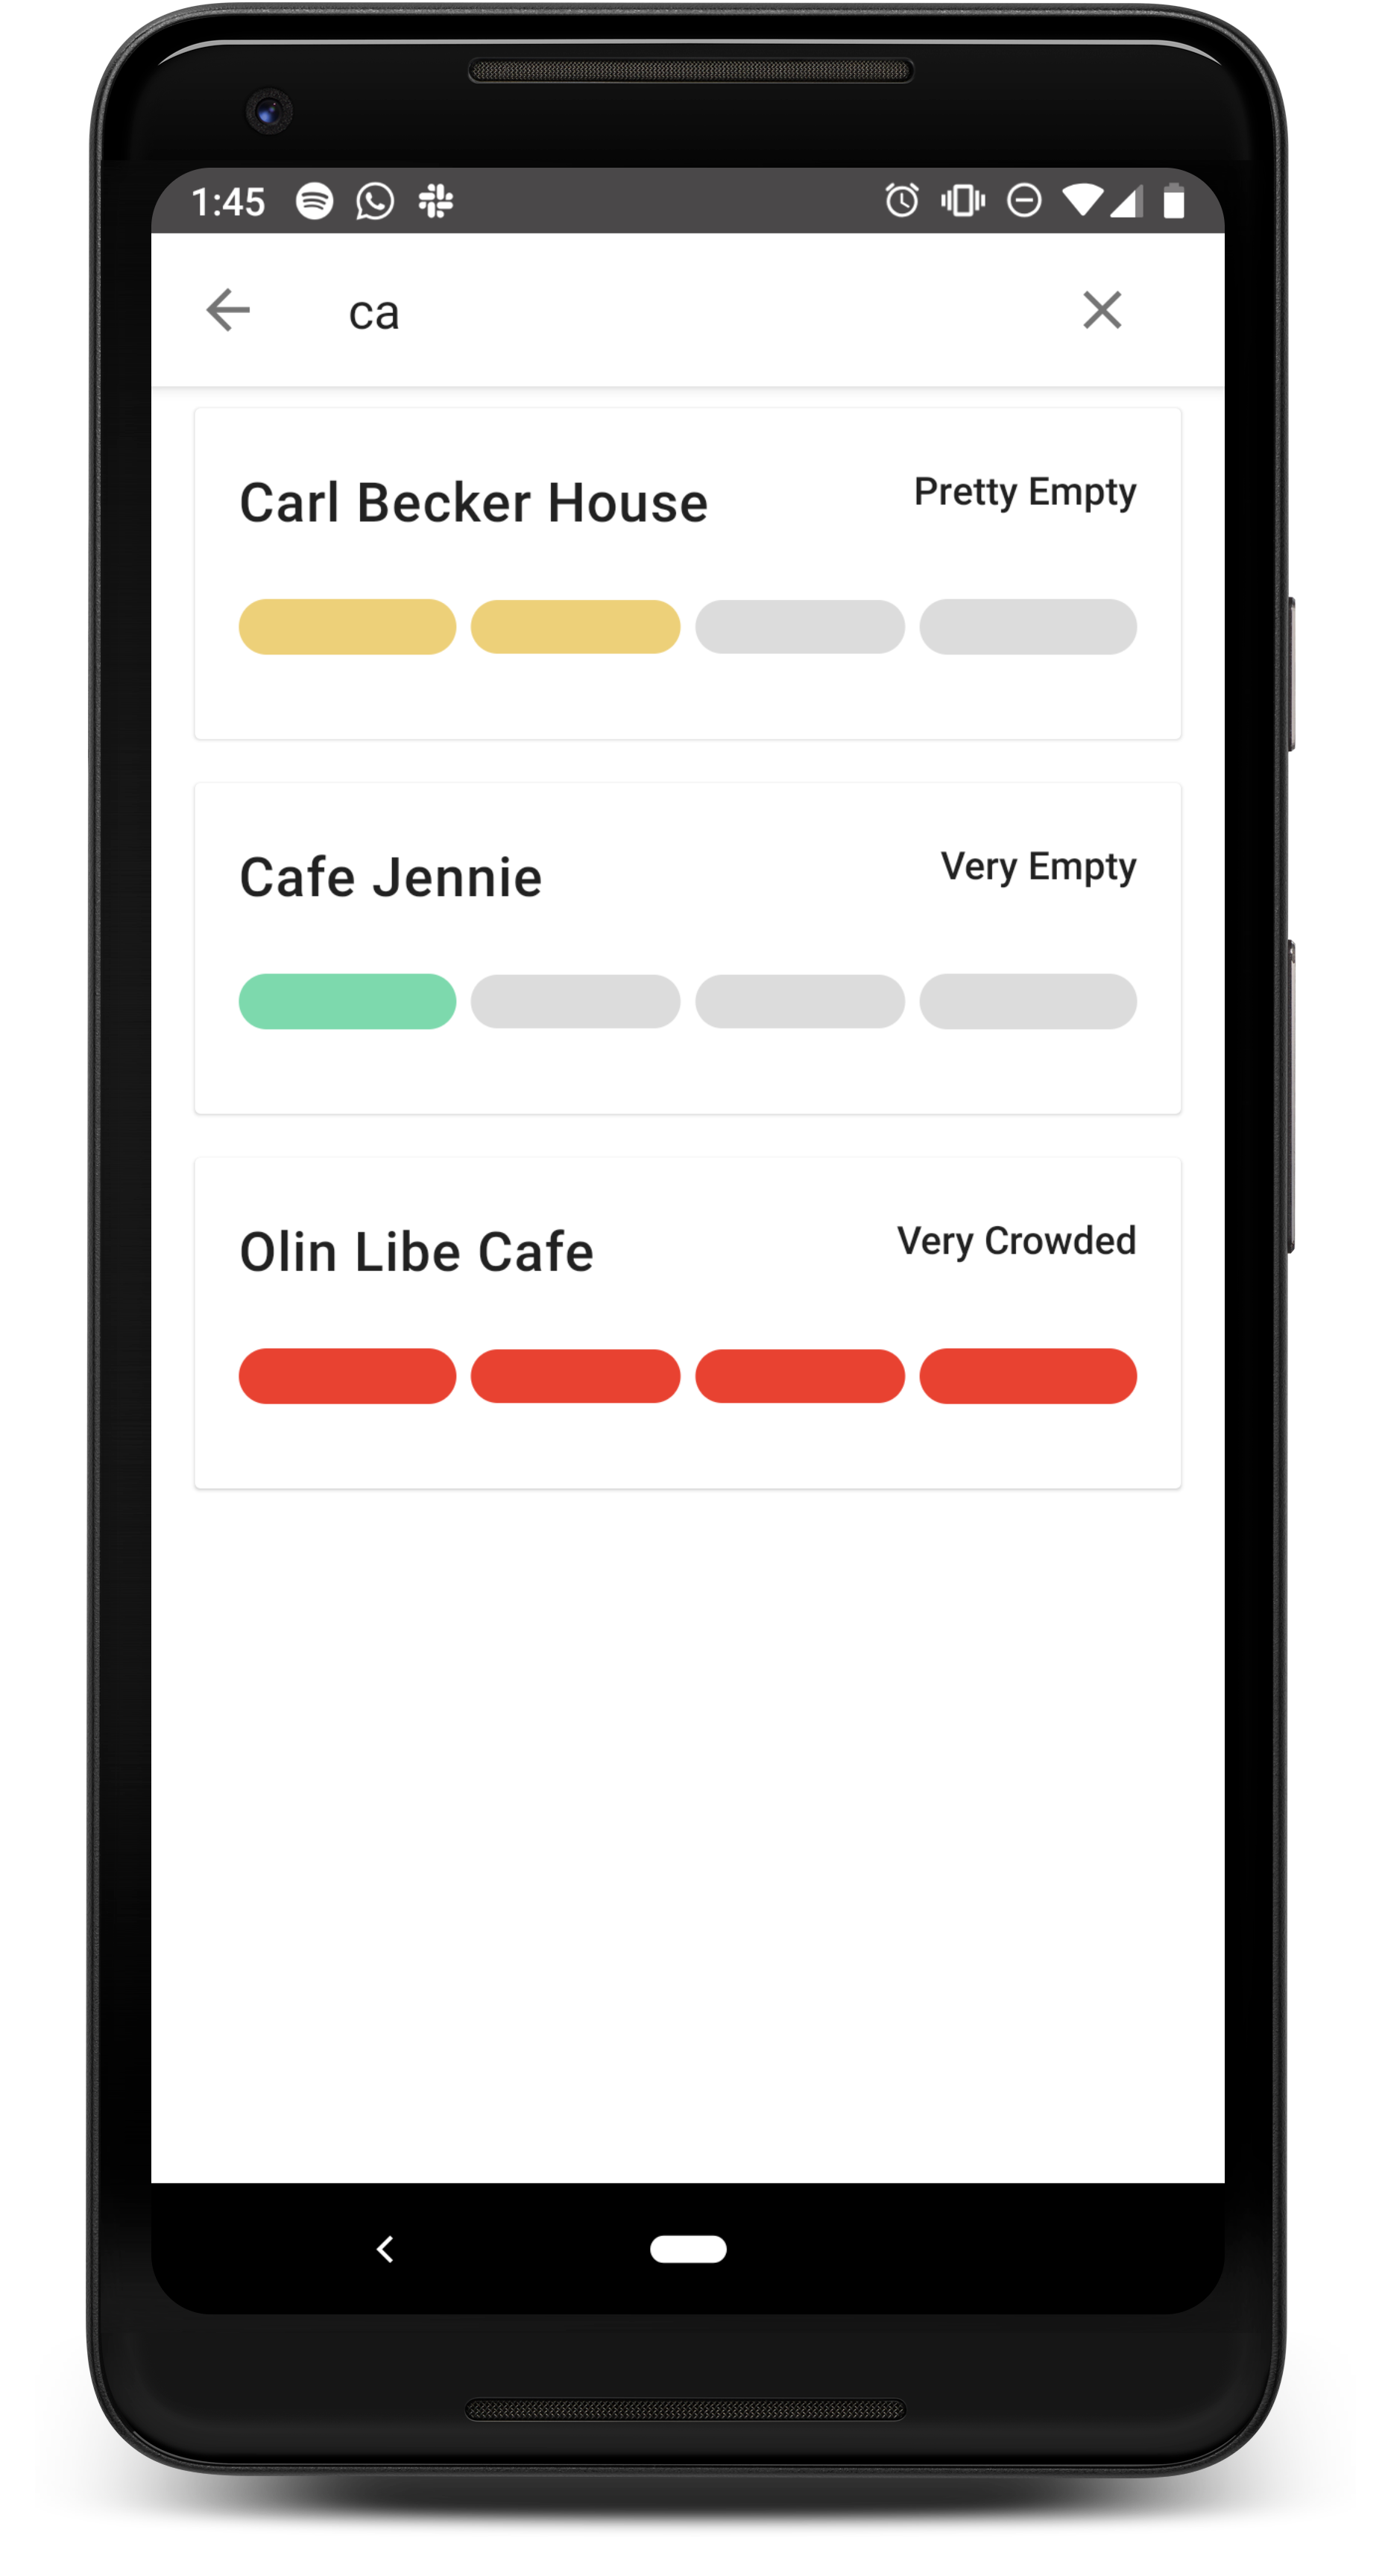 1:45
ca
Carl Becker House
Pretty Empty
Cafe Jennie
Very Empty
Olin Libe Cafe
Very Crowded